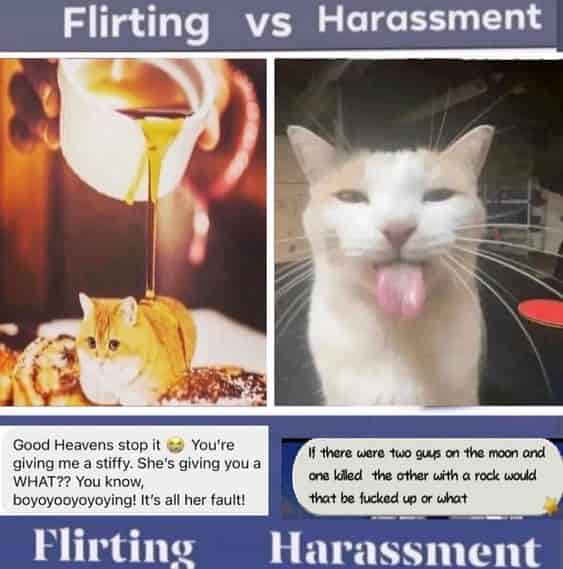 Flirting vs Harassment
Good Heavens stop it 😭 You're
giving me a stiffy. She's giving you a
WHAT?? You know,
boyoyooyoyoying! It's all her fault!
If there were two guys on the moon and
one killed the other with a rock would
that be fucked up or what
Flirting Harassment